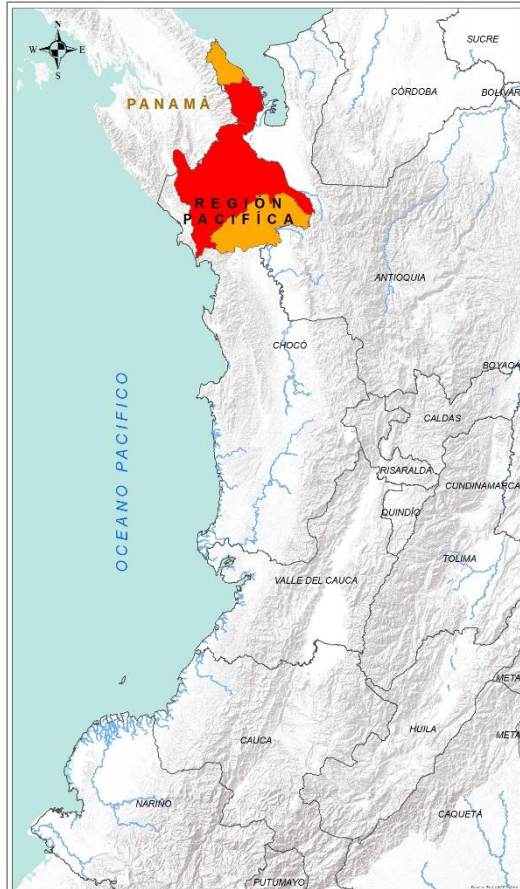 N
W E
S
SUCRE
CÓRDOBA
BOLÍVAR
PANAMÁ
REGIÓN
PACIFÍCA
ANTIOQUIA
CHOCÓ
BOYACÁ
CALDAS
OCEANO PACIFICO
RISARALDA
CUNDINAMARCA
QUINDÍO
TOLIMA
VALLE DEL CAUCA
META
HUILA
META
CAUCA
NARIÑO
CAQUETÁ
PUTUMAYO